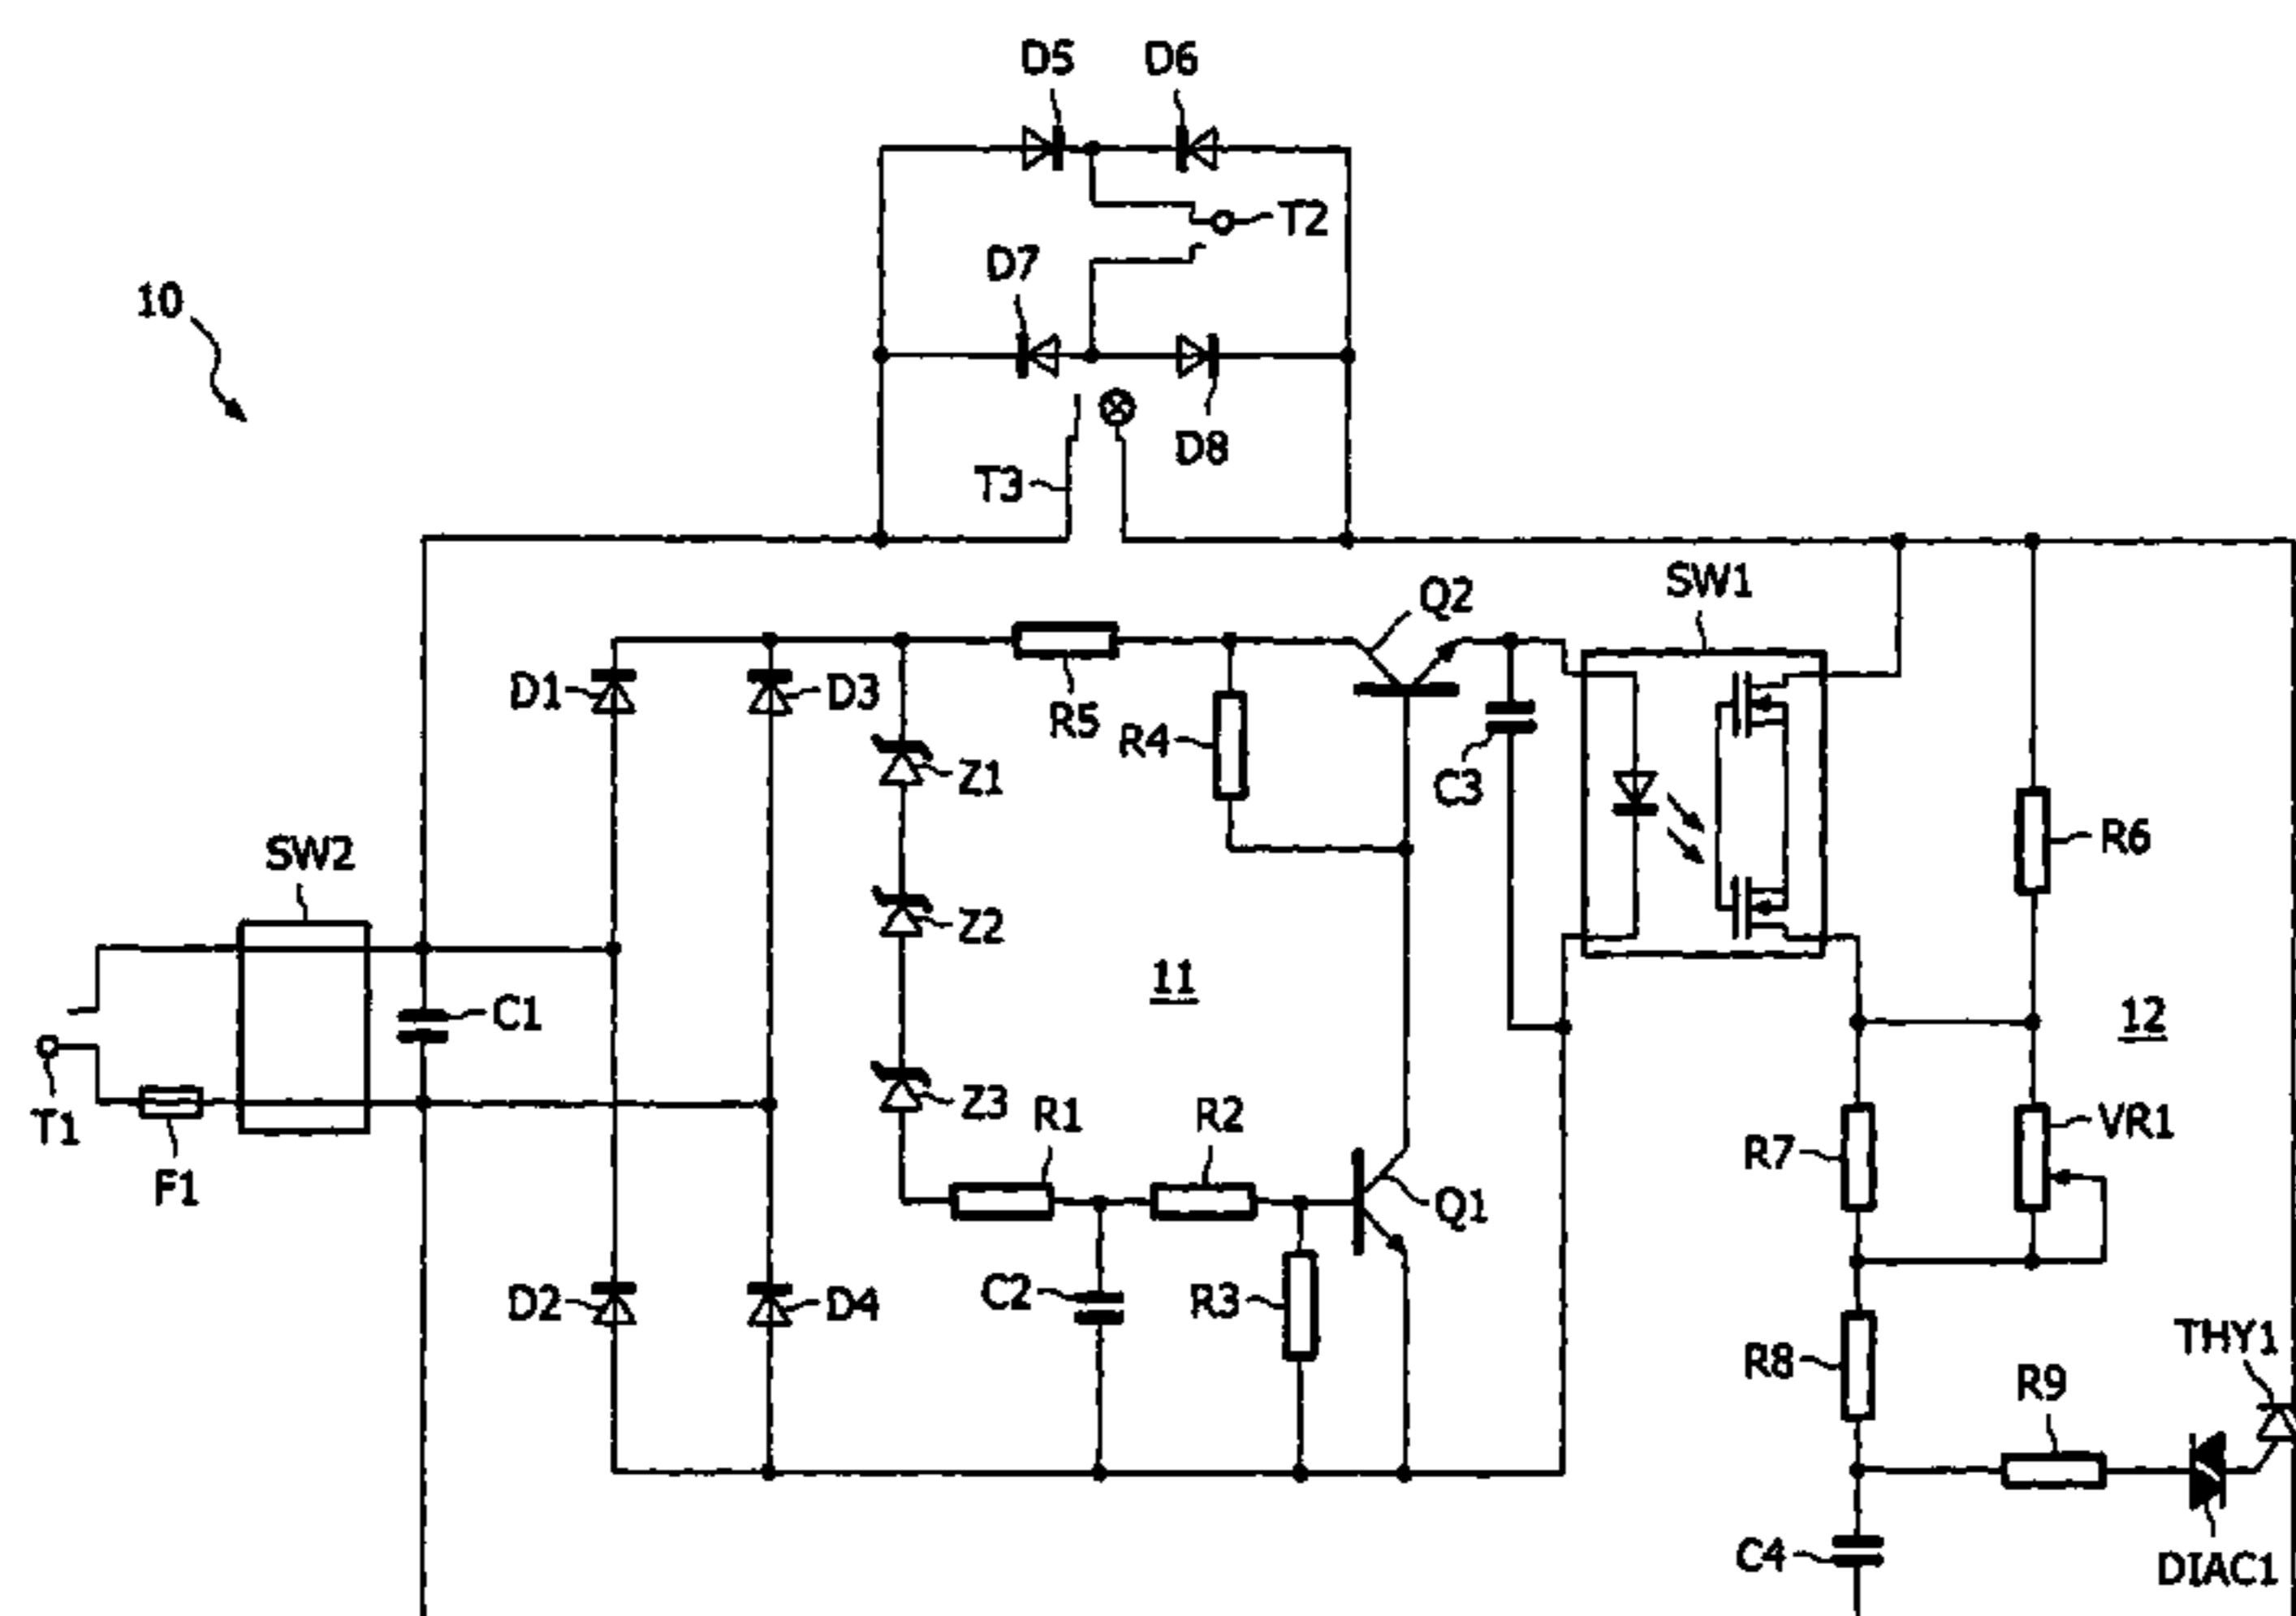 D5 D6
T2
D7
10
D8
T3
Q2 SW1
D1 D3
R5 R4
Z1 C3
SW2 R6
Z2
11
C1 12
T1 Z3 R1 R2 VR1
R7
F1 Q1
D2 D4 C2 R3
THY1
R8 R9
C4 DIAC1